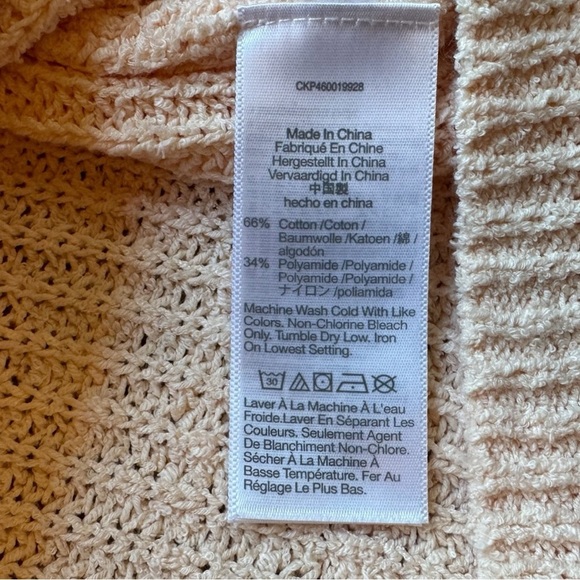 CKP460019928
Made In China
Fabriqué En Chine
Hergestellt In China
Vervaardigd In China
中国製
hecho en china
66% Cotton /Coton /
Baumwolle /Katoen /綿 /
algodón
34% Polyamide /Polyamide /
Polyamide /Polyamide /
ナイロン /poliamida
Machine Wash Cold With Like
Colors. Non-Chlorine Bleach
Only. Tumble Dry Low. Iron
On Lowest Setting.
30
Laver À La Machine À L'eau
Froide.Laver En Séparant Les
Couleurs. Seulement Agent
De Blanchiment Non-Chlore.
Sécher À La Machine À
Basse Température. Fer Au
Réglage Le Plus Bas.